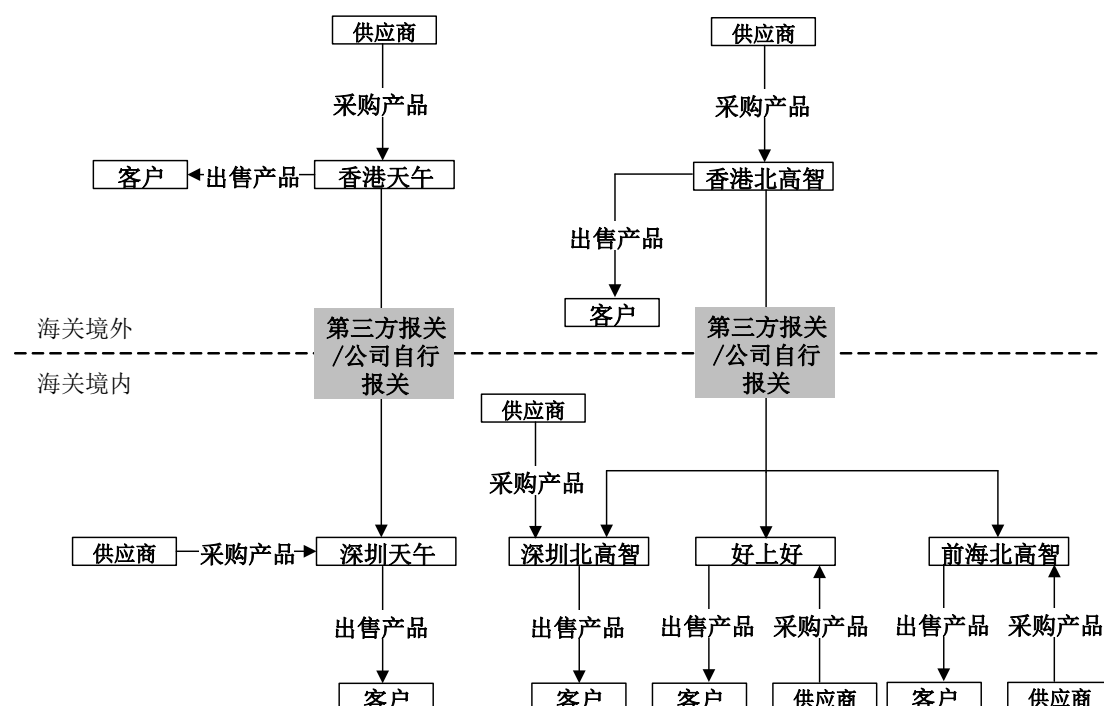 供应商
供应商
采购产品
采购产品
客户
出售产品
香港天午
香港北高智
出售产品
客户
海关境外
第三方报关
/公司自行
报关
第三方报关
/公司自行
报关
海关境内
供应商
采购产品
供应商
采购产品
深圳天午
深圳北高智
好上好
前海北高智
出售产品
出售产品
出售产品
采购产品
出售产品
采购产品
客户
客户
客户
供应商
客户
供应商